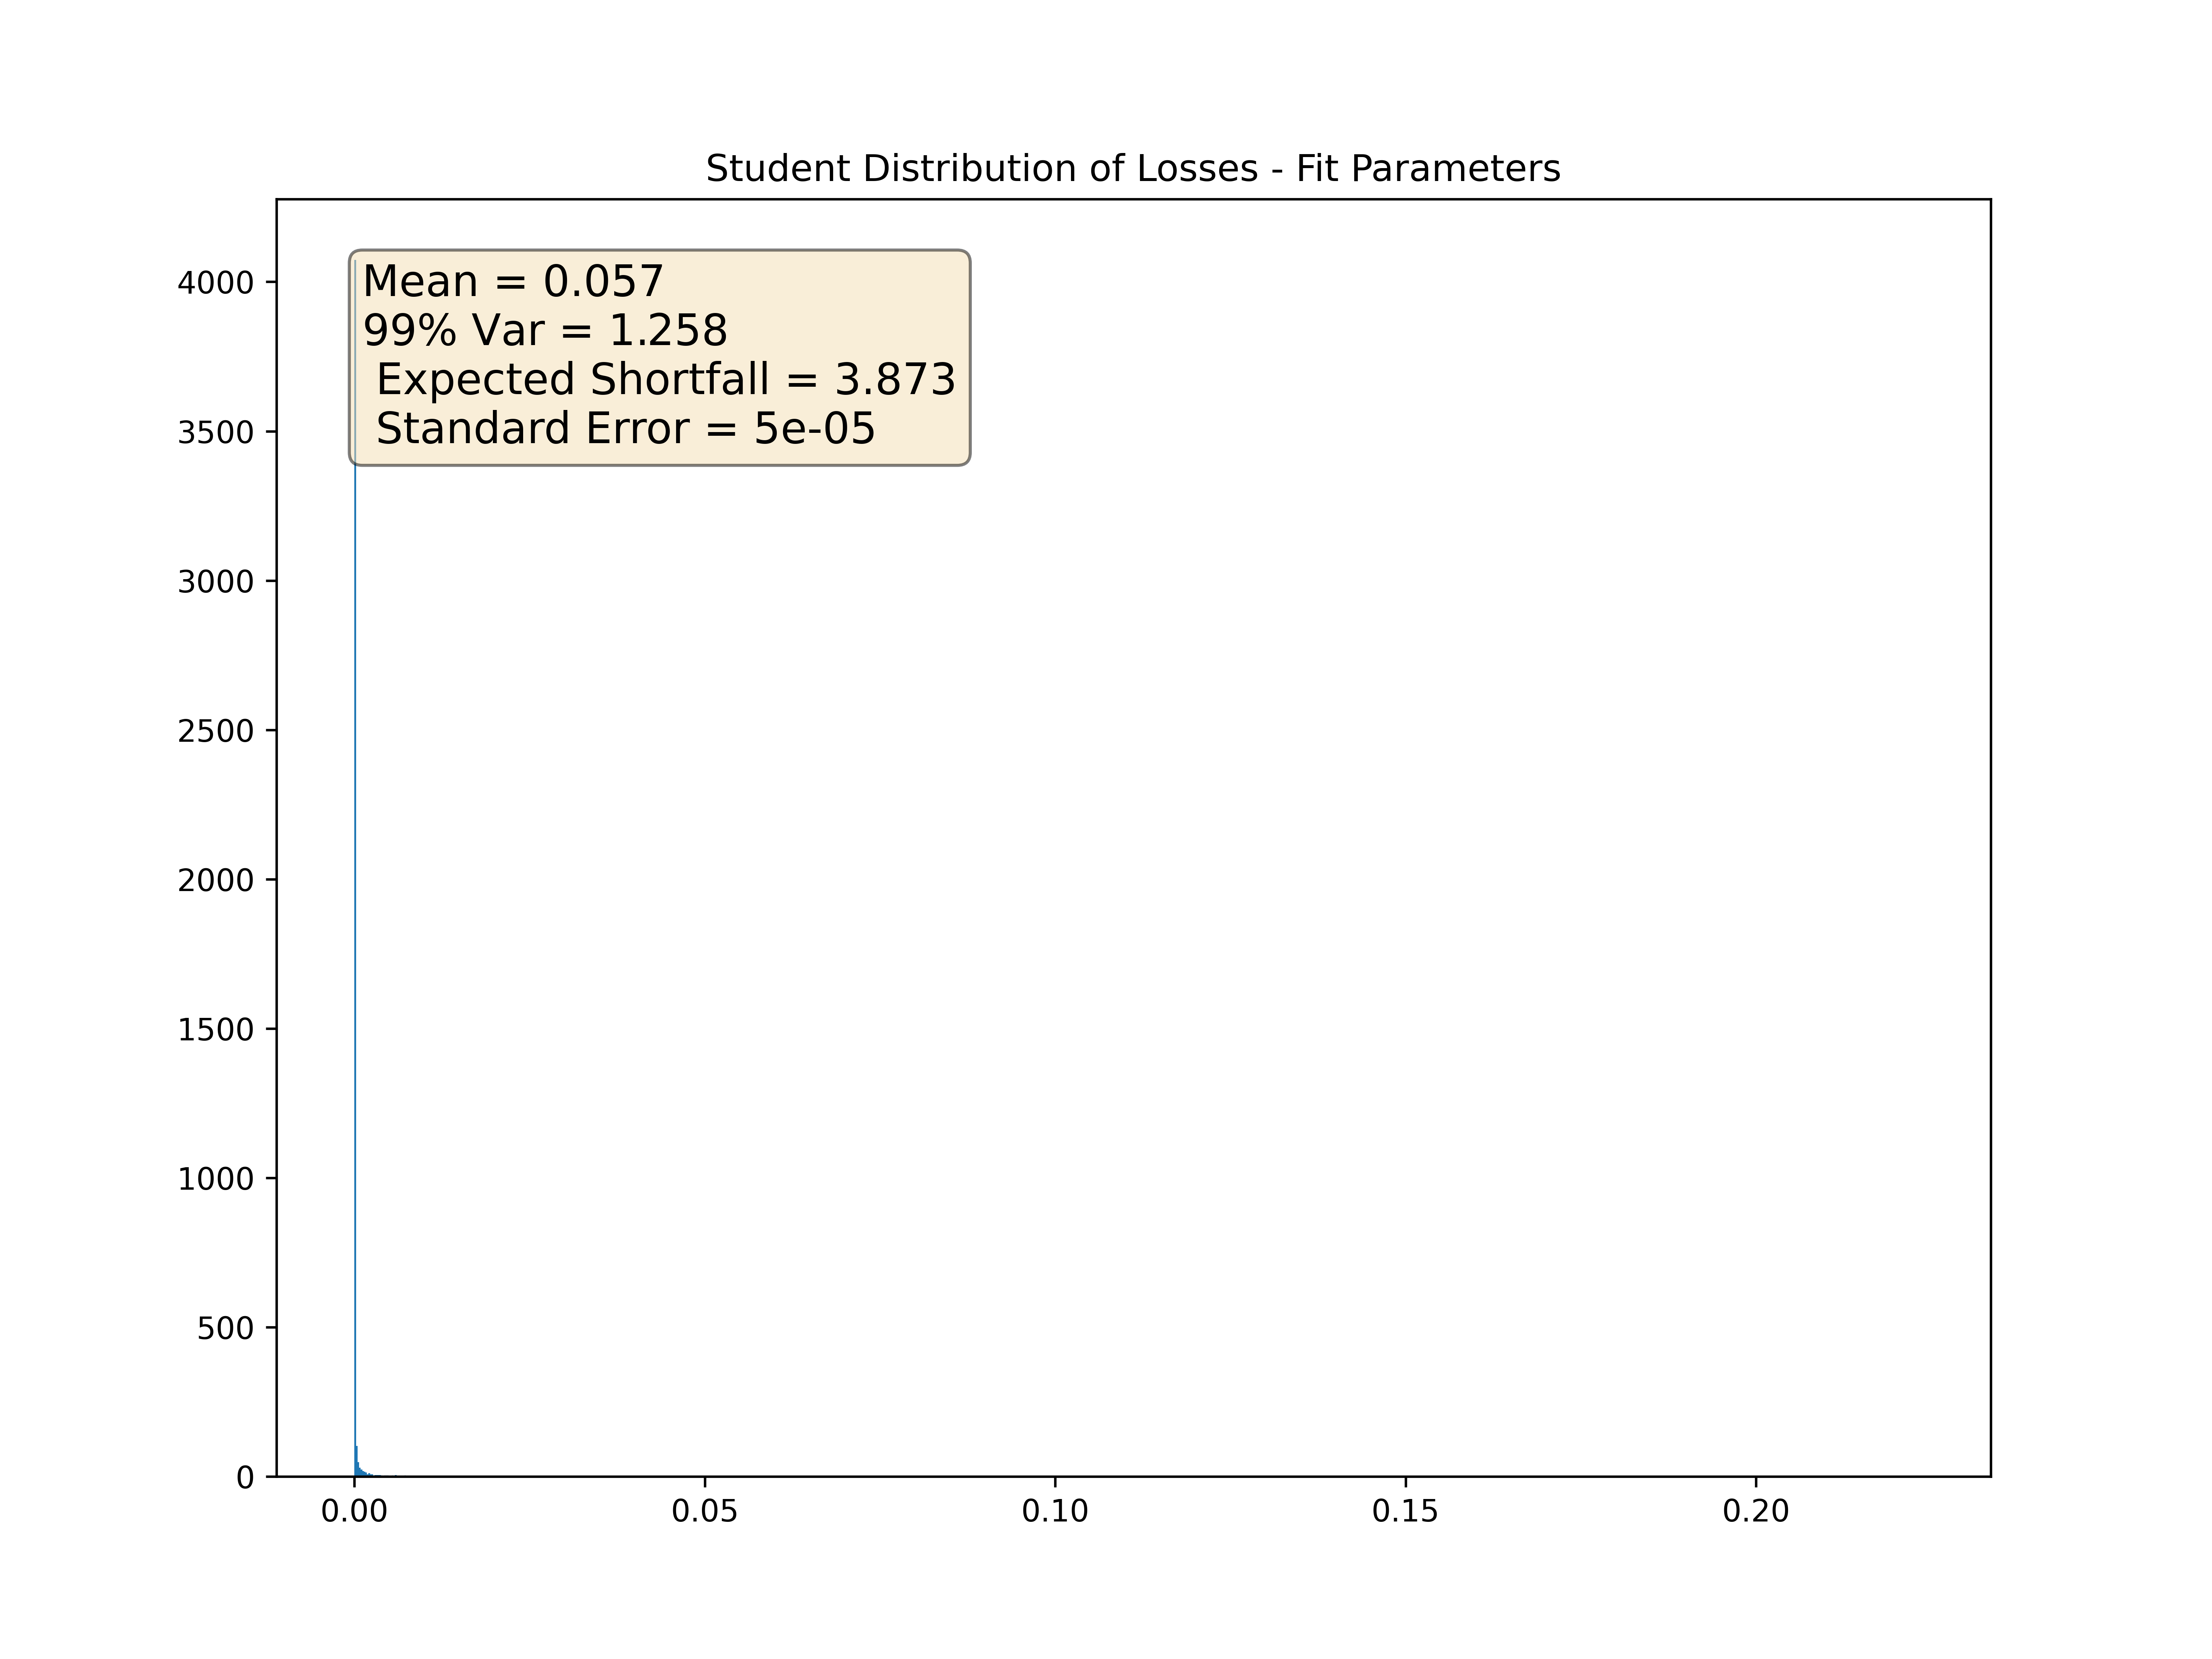 Student Distribution of Losses - Fit Parameters
Mean = 0.057
99% Var = 1.258
Expected Shortfall = 3.873
Standard Error = 5e-05
4000
3500
3000
2500
2000
1500
1000
500
0
0.00 0.05 0.10 0.15 0.20